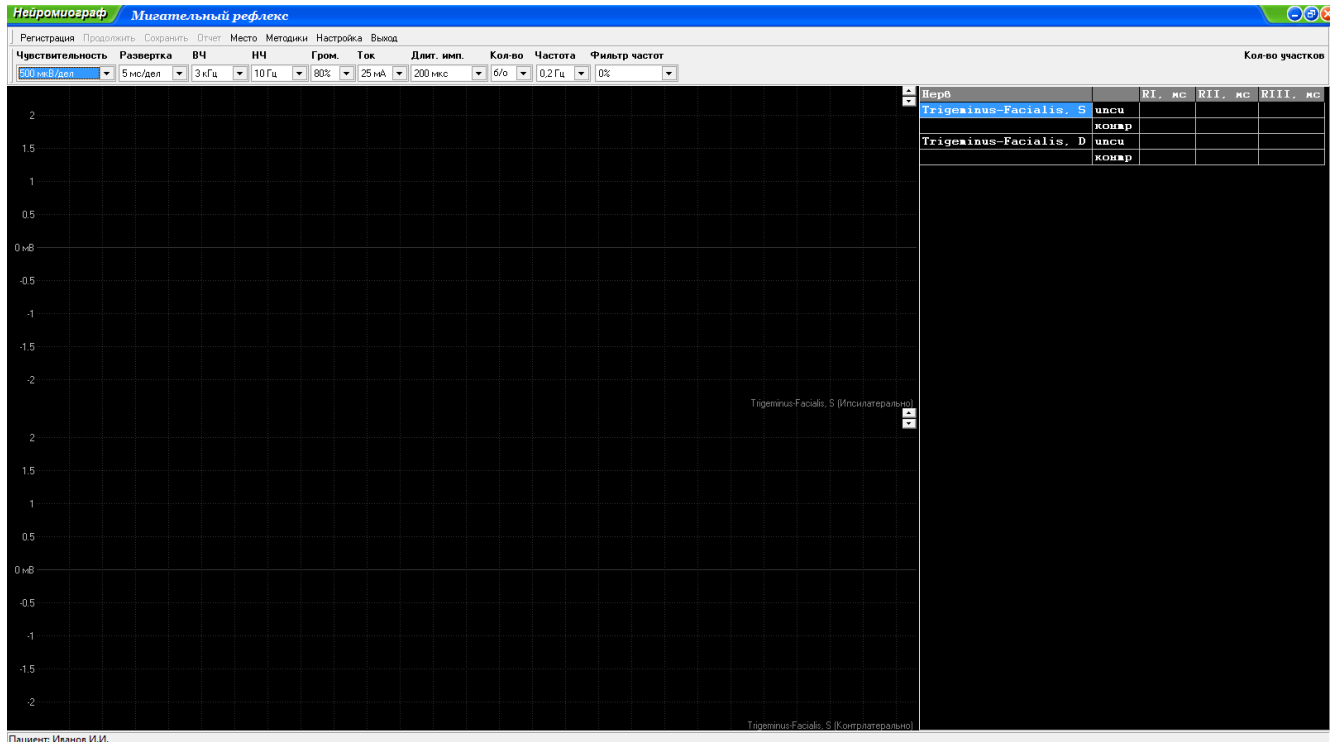 Нейромиограф Мигательный рефлекс
Регистрация Продолжить Сохранить Отчет Место Методики Настройка Выход
Чувствительность Развертка ВЧ НЧ Гром. Ток Длит. имп. Кол-во Частота Фильтр частот Кол-во участков
500 мкВ/дел 5 мс/дел 3 кГц 10 Гц 80% 25 мА 200 мкс б/о 0,2 Гц 0%
Нерв RI, мс RII, мс RIII, мс
Trigeminus-Facialis, S ипси
контр
Trigeminus-Facialis, D ипси
контр
2
1.5
1
0.5
0 мВ
-0.5
-1
-1.5
-2
Trigeminus-Facialis, S (Ипсилатерально)
2
1.5
1
0.5
0 мВ
-0.5
-1
-1.5
-2
Trigeminus-Facialis, S (Контрлатерально)
Пациент: Иванов И.И.